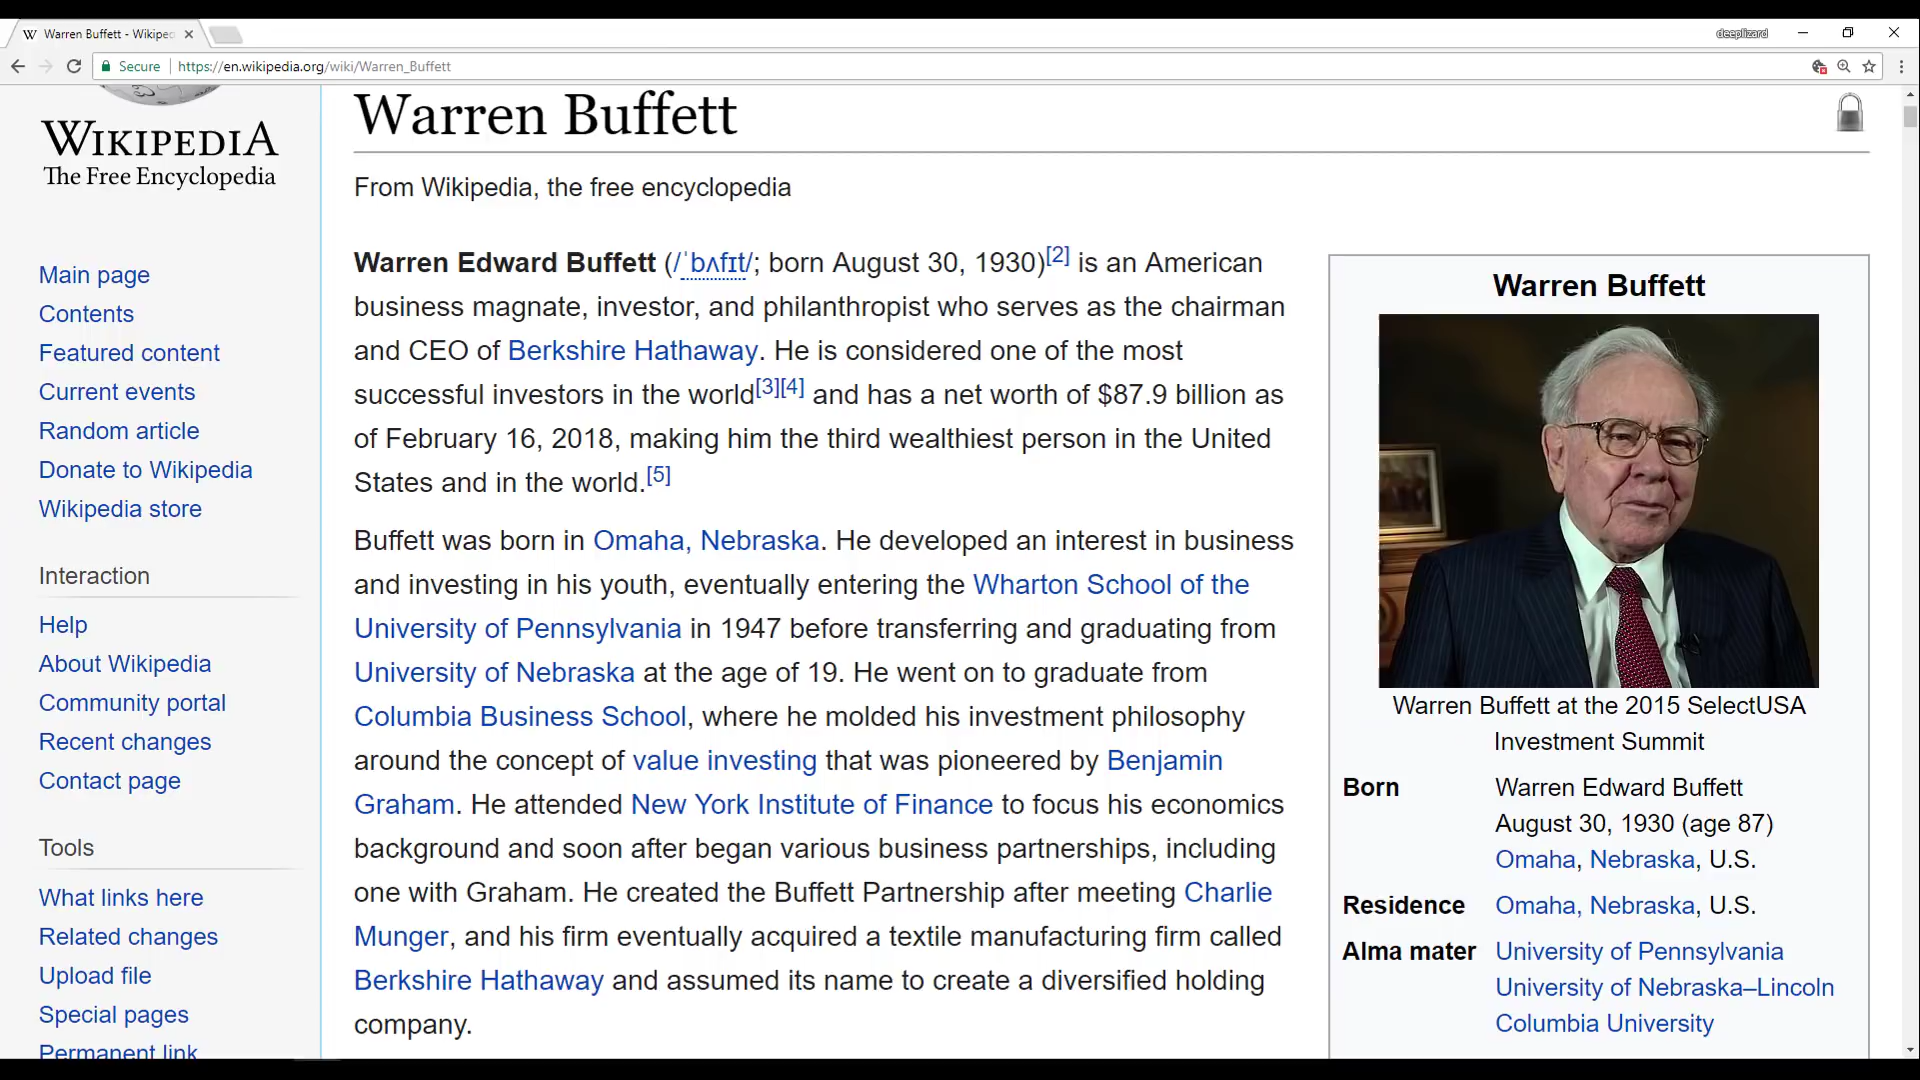 Warren Buffett - Wikiped
deeplizard
Secure
https://en.wikipedia.org/wiki/Warren_Buffett
WIKIPEDIA
The Free Encyclopedia
Main page
Contents
Featured content
Current events
Random article
Donate to Wikipedia
Wikipedia store
Interaction
Help
About Wikipedia
Community portal
Recent changes
Contact page
Tools
What links here
Related changes
Upload file
Special pages
Permanent link
Warren Buffett
From Wikipedia, the free encyclopedia
Warren Edward Buffett (/ˈbʌfɪt/; born August 30, 1930)[2] is an American
business magnate, investor, and philanthropist who serves as the chairman
and CEO of Berkshire Hathaway. He is considered one of the most
successful investors in the world[3][4] and has a net worth of $87.9 billion as
of February 16, 2018, making him the third wealthiest person in the United
States and in the world.[5]
Buffett was born in Omaha, Nebraska. He developed an interest in business
and investing in his youth, eventually entering the Wharton School of the
University of Pennsylvania in 1947 before transferring and graduating from
University of Nebraska at the age of 19. He went on to graduate from
Columbia Business School, where he molded his investment philosophy
around the concept of value investing that was pioneered by Benjamin
Graham. He attended New York Institute of Finance to focus his economics
background and soon after began various business partnerships, including
one with Graham. He created the Buffett Partnership after meeting Charlie
Munger, and his firm eventually acquired a textile manufacturing firm called
Berkshire Hathaway and assumed its name to create a diversified holding
company.
Warren Buffett
Warren Buffett at the 2015 SelectUSA
Investment Summit
Born Warren Edward Buffett
August 30, 1930 (age 87)
Omaha, Nebraska, U.S.
Residence Omaha, Nebraska, U.S.
Alma mater University of Pennsylvania
University of Nebraska–Lincoln
Columbia University